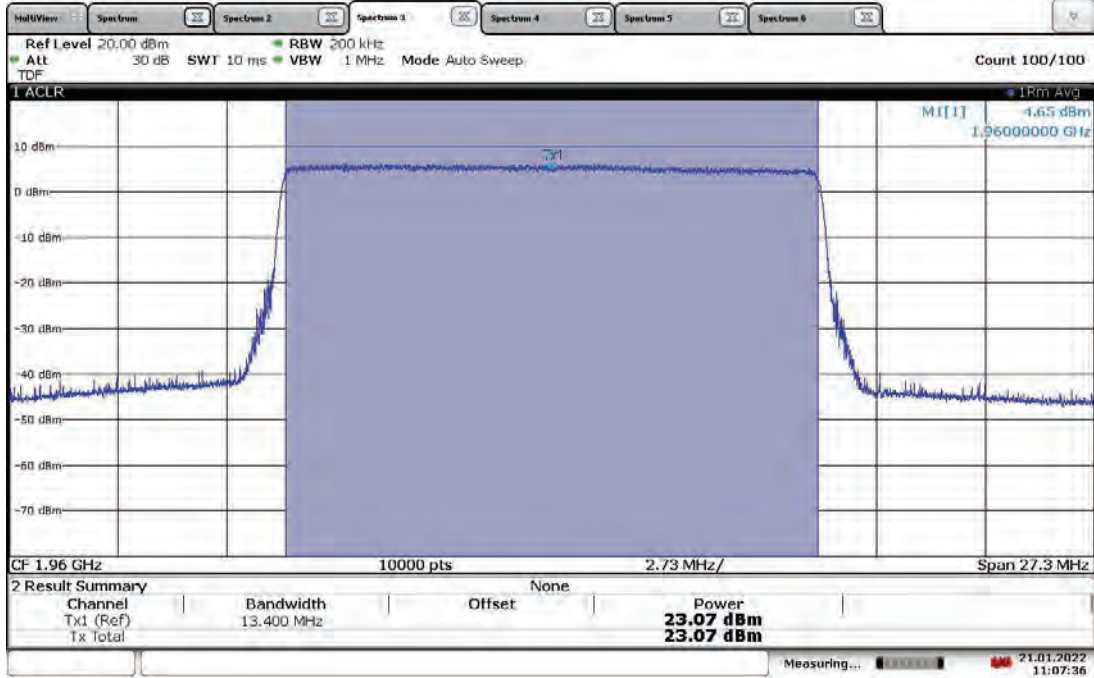 MultiView Spectrum Spectrum 2 Spectrum 3 Spectrum 4 Spectrum 5 Spectrum 6
Ref Level 20.00 dBm RBW 200 kHz
Att 30 dB SWT 10 ms VBW 1 MHz Mode Auto Sweep Count 100/100
TDF
1 ACLR 1Rm Avg
M1[1] 4.65 dBm
1.96000000 GHz
10 dBm
Tx1
0 dBm
-10 dBm
-20 dBm
-30 dBm
-40 dBm
-50 dBm
-60 dBm
-70 dBm
CF 1.96 GHz 10000 pts 2.73 MHz/ Span 27.3 MHz
2 Result Summary None
Channel Bandwidth Offset Power
Tx1 (Ref) 13.400 MHz 23.07 dBm
Tx Total 23.07 dBm
Measuring... 21.01.2022
11:07:36